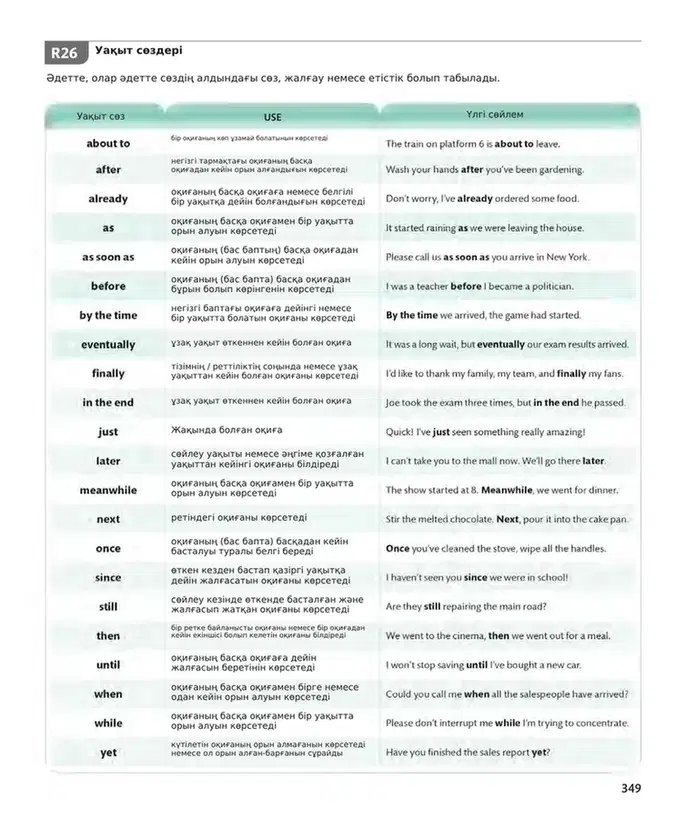 R26 Уақыт сөздері
Әдетте, олар әдетте сөздің алдындағы сөз, жалғау немесе етістік болып табылады.
Уақыт сөз USE Үлгі сөйлем
about to бір оқиғаның көп ұзамай болатынын көрсетеді The train on platform 6 is about to leave.
негізгі тармақтағы оқиғаның басқа
after оқиғадан кейін орын алғандығын көрсетеді Wash your hands after you've been gardening.
оқиғаның басқа оқиғаға немесе белгілі
already бір уақытқа дейін болғандығын көрсетеді Don't worry, I've already ordered some food.
оқиғаның басқа оқиғамен бір уақытта
as орын алуын көрсетеді It started raining as we were leaving the house.
оқиғаның (бас баптың) басқа оқиғадан
as soon as кейін орын алуын көрсетеді Please call us as soon as you arrive in New York.
оқиғаның (бас бапта) басқа оқиғадан
before бұрын болып көрінгенін көрсетеді I was a teacher before I became a politician.
негізгі баптағы оқиғаға дейінгі немесе
by the time бір уақытта болатын оқиғаны көрсетеді By the time we arrived, the game had started.
eventually ұзақ уақыт өткеннен кейін болған оқиға It was a long wait, but eventually our exam results arrived.
тізімнің / реттіліктің соңында немесе ұзақ
finally уақыттан кейін болған оқиғаны көрсетеді I'd like to thank my family, my team, and finally my fans.
in the end ұзақ уақыт өткеннен кейін болған оқиға Joe took the exam three times, but in the end he passed.
just Жақында болған оқиға Quick! I've just seen something really amazing!
сөйлеу уақыты немесе әңгіме қозғалған
later уақыттан кейінгі оқиғаны білдіреді I can't take you to the mall now. We'll go there later.
оқиғаның басқа оқиғамен бір уақытта
meanwhile орын алуын көрсетеді The show started at 8. Meanwhile, we went for dinner.
next ретіндегі оқиғаны көрсетеді Stir the melted chocolate. Next, pour it into the cake pan.
оқиғаның (бас бапта) басқадан кейін
once басталуы туралы белгі береді Once you've cleaned the stove, wipe all the handles.
өткен кезден бастап қазіргі уақытқа
since дейін жалғасатын оқиғаны көрсетеді I haven't seen you since we were in school!
сөйлеу кезінде өткенде басталған және
still жалғасып жатқан оқиғаны көрсетеді Are they still repairing the main road?
бір ретке байланысты оқиғаны немесе бір оқиғадан
then кейін екіншісі болып келетін оқиғаны білдіреді We went to the cinema, then we went out for a meal.
оқиғаның басқа оқиғаға дейін
until жалғасын беретінін көрсетеді I won't stop saving until I've bought a new car.
оқиғаның басқа оқиғамен бірге немесе
when одан кейін орын алуын көрсетеді Could you call me when all the salespeople have arrived?
оқиғаның басқа оқиғамен бір уақытта
while орын алуын көрсетеді Please don't interrupt me while I'm trying to concentrate.
күтілетін оқиғаның орын алмағанын көрсетеді
yet немесе ол орын алған-барғанын сұрайды Have you finished the sales report yet?
349